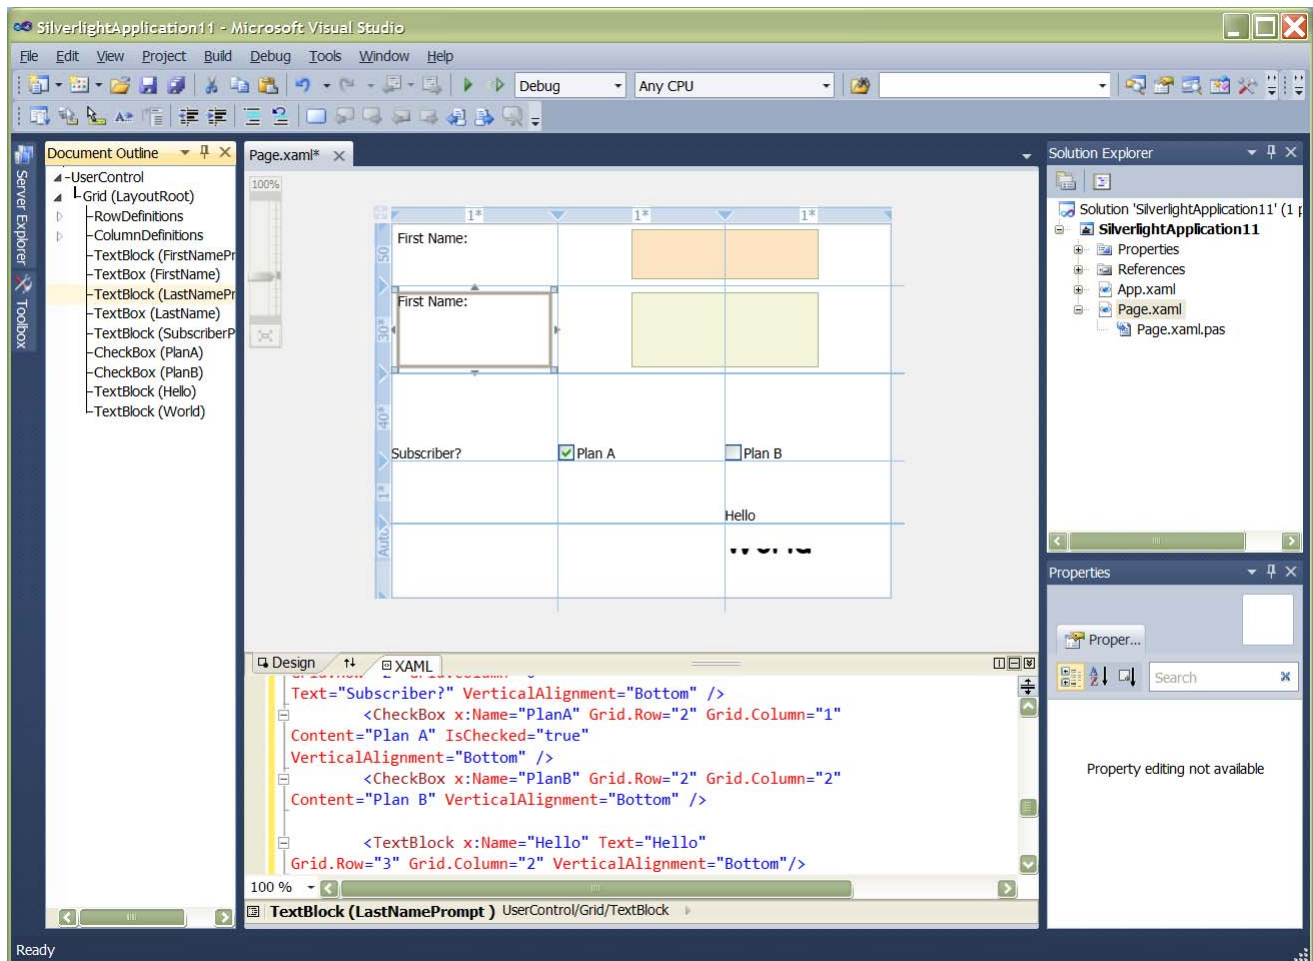 SilverlightApplication11 - Microsoft Visual Studio
File Edit View Project Build Debug Tools Window Help
Debug Any CPU
Server Explorer
Toolbox
Document Outline
-UserControl
Grid (LayoutRoot)
RowDefinitions
ColumnDefinitions
TextBlock (FirstNamePr
TextBox (FirstName)
TextBlock (LastNamePr
TextBox (LastName)
TextBlock (SubscriberP
CheckBox (PlanA)
CheckBox (PlanB)
TextBlock (Hello)
TextBlock (World)
Page.xaml*
100%
1* 1* 1*
50
First Name:
30*
First Name:
40*
Subscriber? Plan A Plan B
1*
Hello
Auto
World
Design XAML
Text="Subscriber?" VerticalAlignment="Bottom" />
<CheckBox x:Name="PlanA" Grid.Row="2" Grid.Column="1"
Content="Plan A" IsChecked="true"
VerticalAlignment="Bottom" />
<CheckBox x:Name="PlanB" Grid.Row="2" Grid.Column="2"
Content="Plan B" VerticalAlignment="Bottom" />
<TextBlock x:Name="Hello" Text="Hello"
Grid.Row="3" Grid.Column="2" VerticalAlignment="Bottom"/>
100 %
TextBlock (LastNamePrompt ) UserControl/Grid/TextBlock
Solution Explorer
Solution 'SilverlightApplication11' (1 p
SilverlightApplication11
Properties
References
App.xaml
Page.xaml
Page.xaml.pas
Properties
Proper...
Search
Property editing not available
Ready